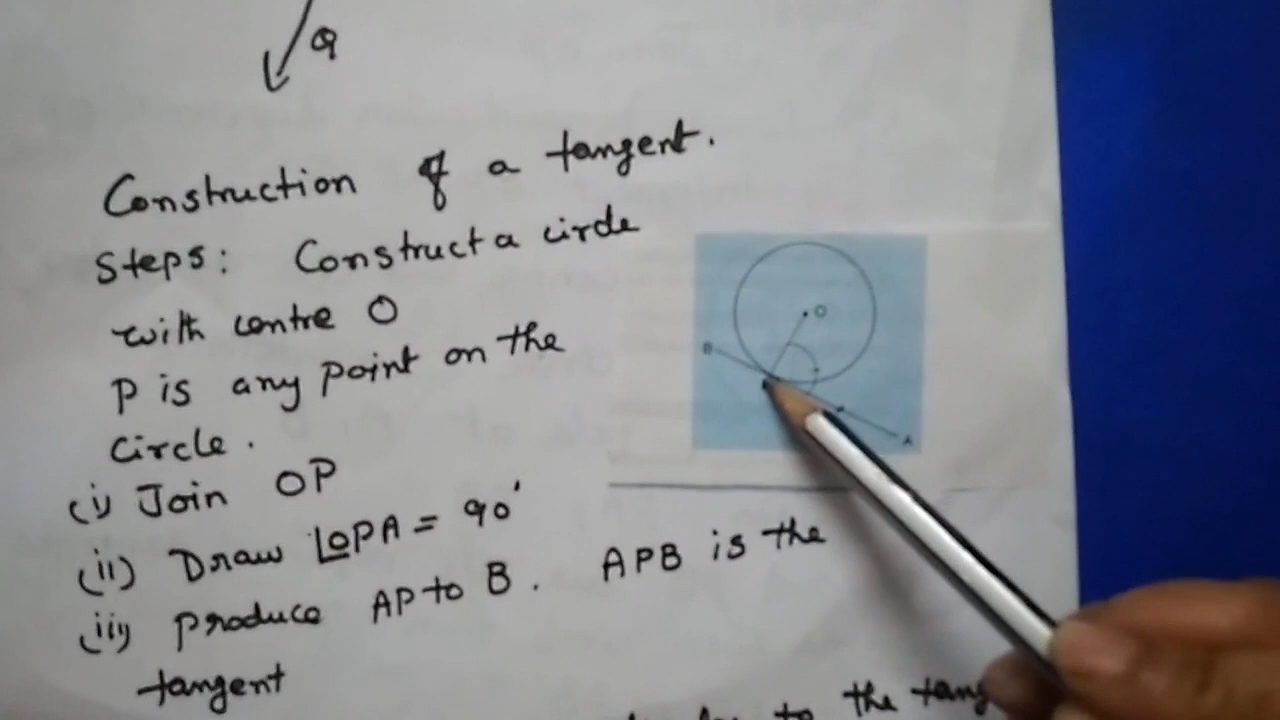 Q
Construction of a tangent.
Steps: Construct a circle
with centre O
P is any point on the
circle.
(i) Join OP
(ii) Draw ∠OPA = 90°
(iii) produce AP to B. APB is the
tangent
to the tang
O
B
A